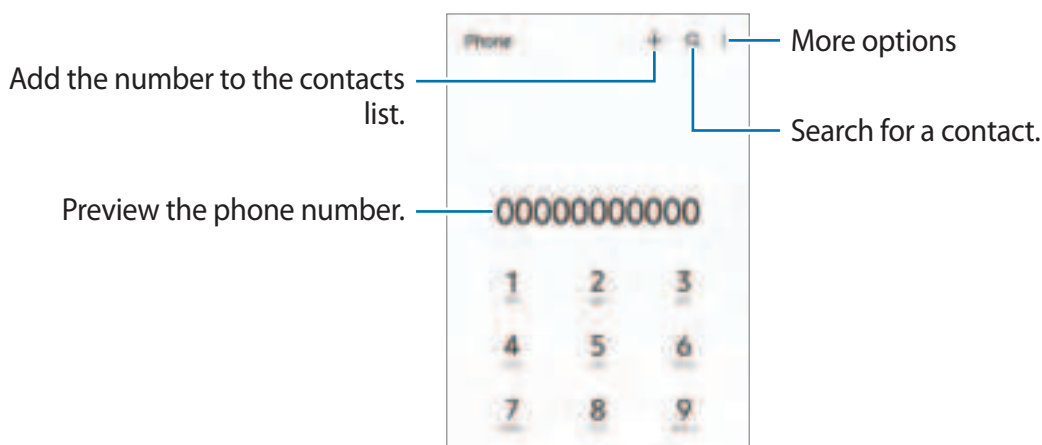 Phone
More options
Add the number to the contacts
list.
Search for a contact.
Preview the phone number.
00000000000
1 2 3
4 5 6
7 8 9